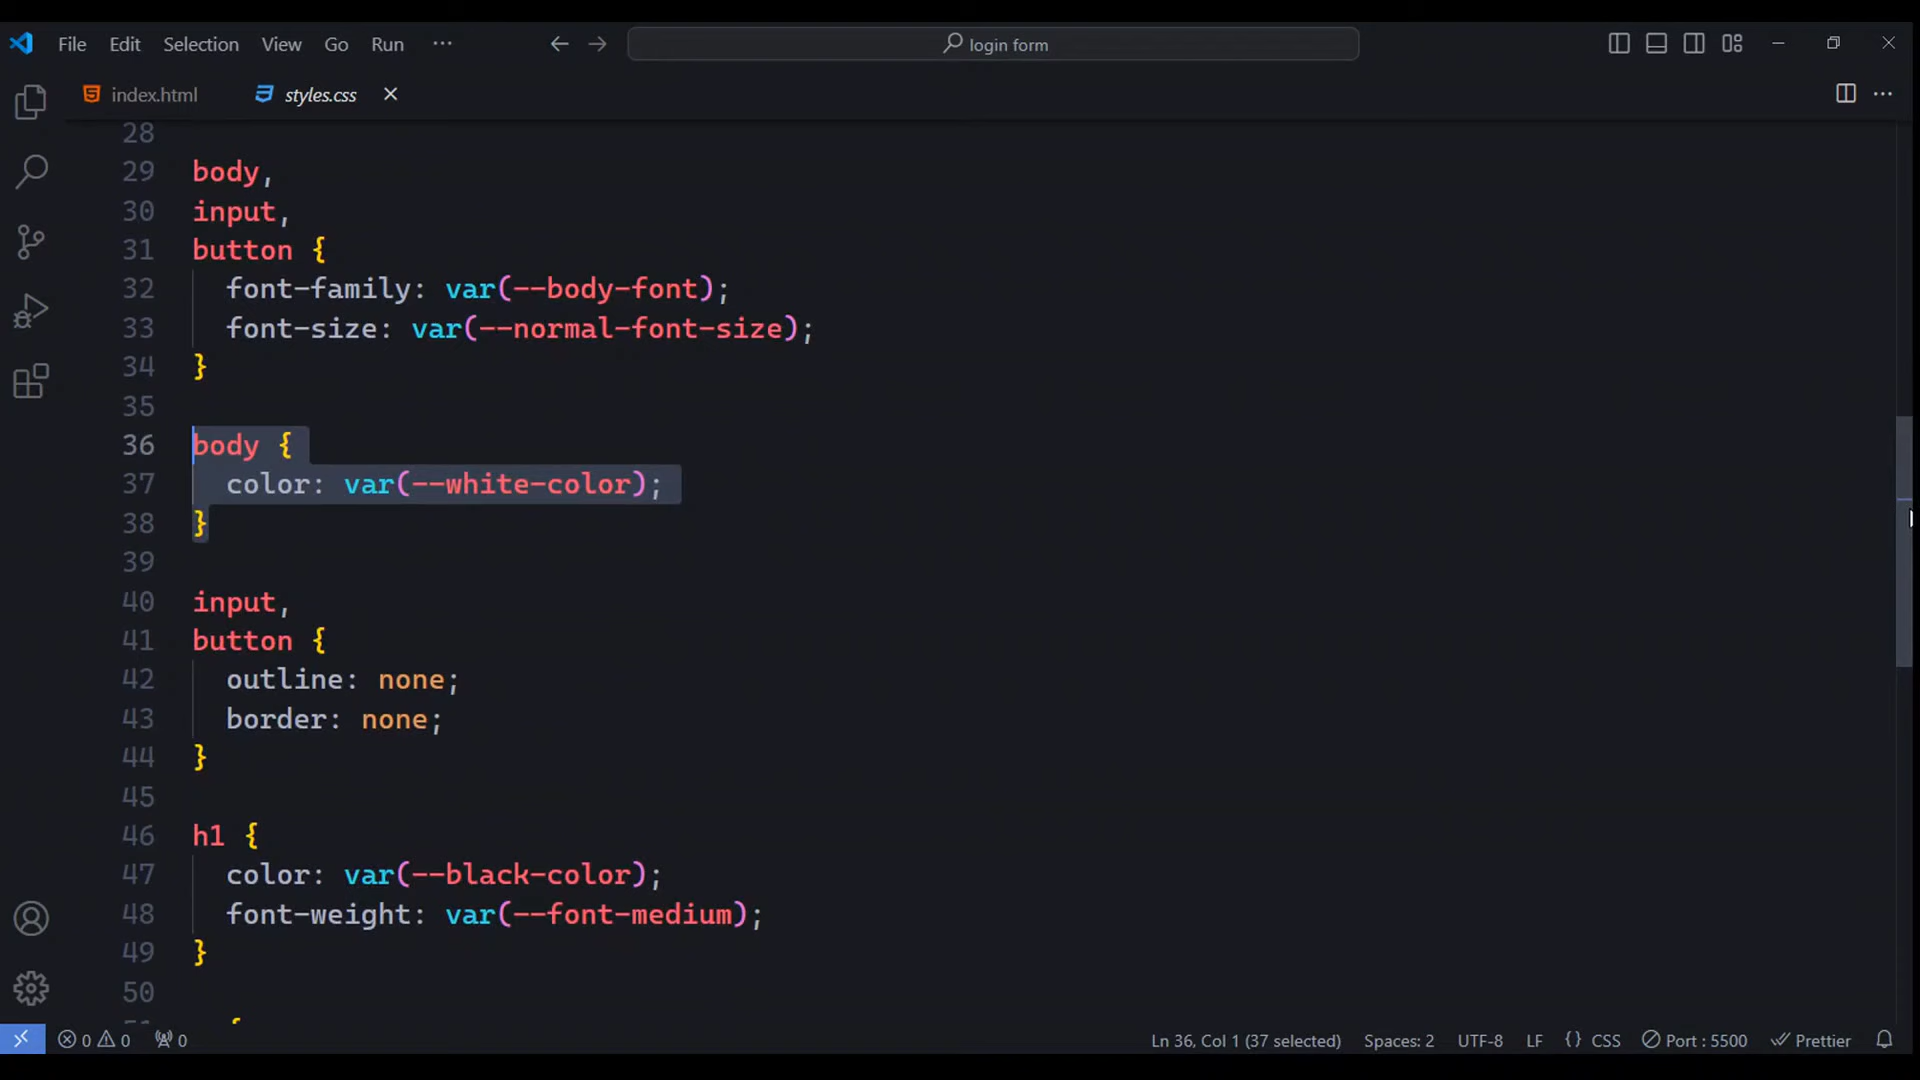 File Edit Selection View Go Run ··· login form
index.html styles.css
28
29 body,
30 input,
31 button {
32 font-family: var(--body-font);
33 font-size: var(--normal-font-size);
34 }
35
36 body {
37 color: var(--white-color);
38 }
39
40 input,
41 button {
42 outline: none;
43 border: none;
44 }
45
46 h1 {
47 color: var(--black-color);
48 font-weight: var(--font-medium);
49 }
50
{
0 0 0 Ln 36, Col 1 (37 selected) Spaces: 2 UTF-8 LF {} CSS Port : 5500 Prettier